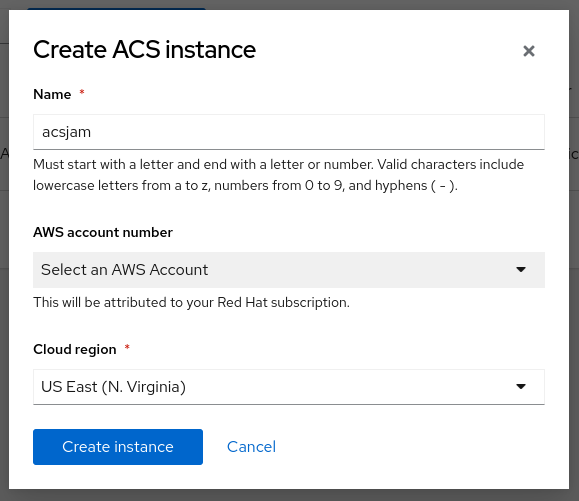 Create ACS instance
Name *
acsjam
Must start with a letter and end with a letter or number. Valid characters include
lowercase letters from a to z, numbers from 0 to 9, and hyphens ( - ).
AWS account number
Select an AWS Account
This will be attributed to your Red Hat subscription.
Cloud region *
US East (N. Virginia)
Create instance Cancel